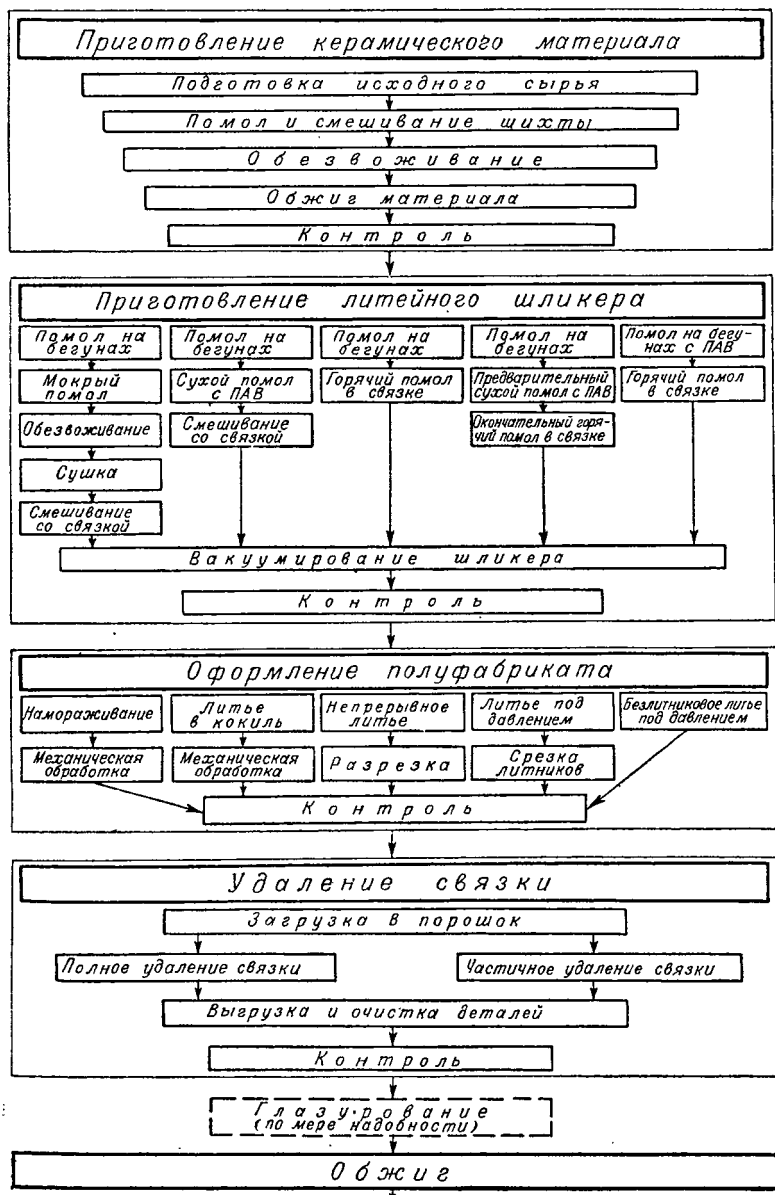 Приготовление керамического материала
Подготовка исходного сырья
Помол и смешивание шихты
Обезвоживание
Обжиг материала
Контроль
Приготовление литейного шликера
Помол на
бегунах
Мокрый
помол
Обезвоживание
Сушка
Смешивание
со связкой
Помол на
бегунах
Сухой помол
с ПАВ
Смешивание
со связкой
Помол на
бегунах
Горячий помол
в связке
Помол на
бегунах
Предварительный
сухой помол с ПАВ
Окончательный горя-
чий помол в связке
Помол на бегу-
нах с ПАВ
Горячий помол
в связке
Вакуумирование шликера
Контроль
Оформление полуфабриката
Намораживание
Механическая
обработка
Литье
в кокиль
Механическая
обработка
Непрерывное
литье
Разрезка
Литье под
давлением
Срезка
литников
Безлитниковое литье
под давлением
Контроль
Удаление связки
Загрузка в порошок
Полное удаление связки
Частичное удаление связки
Выгрузка и очистка деталей
Контроль
Глазурование
(по мере надобности)
Обжиг